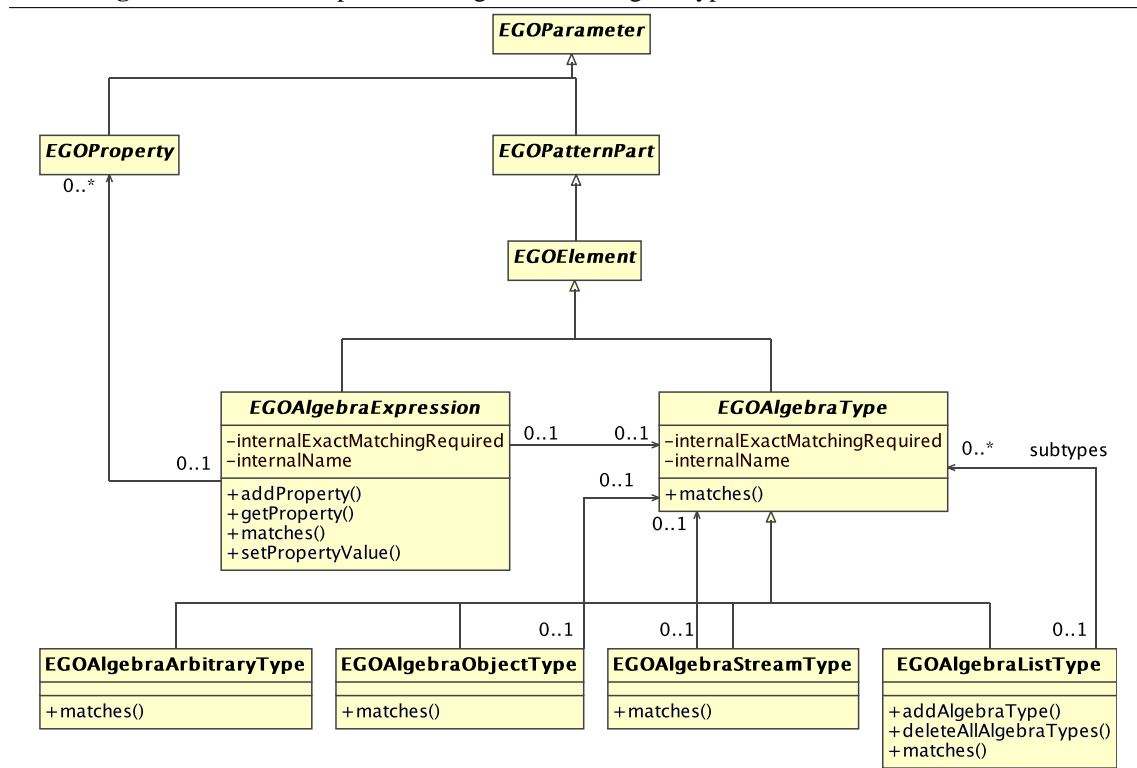 EGOParameter
EGOProperty
EGOPatternPart
0..*
EGOElement
EGOAlgebraExpression
EGOAlgebraType
-internalExactMatchingRequired
-internalName
0..1
0..1
-internalExactMatchingRequired
-internalName
0..*
subtypes
0..1
+addProperty()
+getProperty()
+matches()
+setPropertyValue()
0..1
+matches()
0..1
0..1
0..1
0..1
EGOAlgebraArbitraryType
EGOAlgebraObjectType
EGOAlgebraStreamType
EGOAlgebraListType
+matches()
+matches()
+matches()
+addAlgebraType()
+deleteAllAlgebraTypes()
+matches()